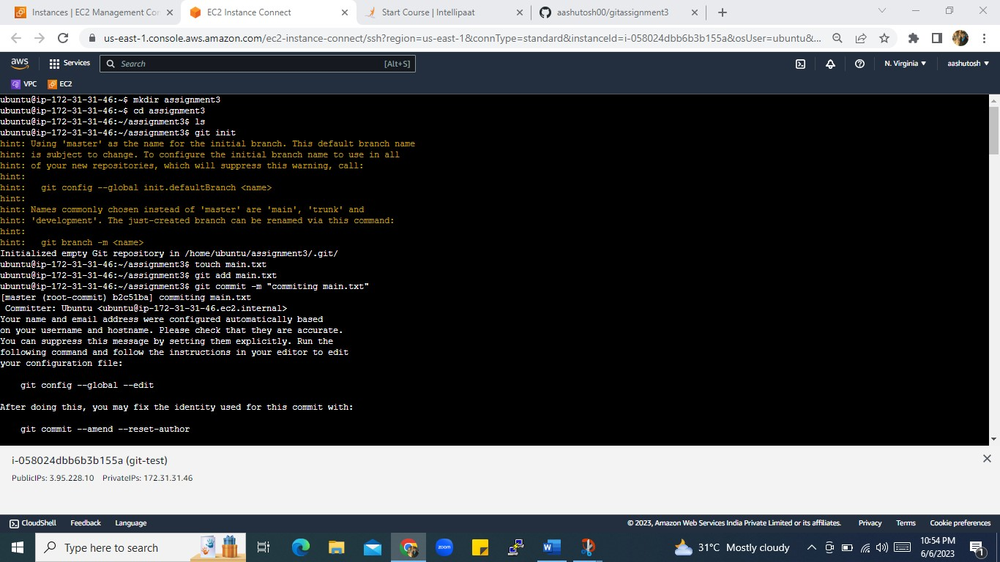 Instances | EC2 Management Con
EC2 Instance Connect
Start Course | Intellipaat
aashutosh00/gitassignment3
us-east-1.console.aws.amazon.com/ec2-instance-connect/ssh?region=us-east-1&connType=standard&instanceId=i-058024dbb6b3b155a&osUser=ubuntu&...
aws Services Search [Alt+S] N. Virginia aashutosh
VPC EC2
ubuntu@ip-172-31-31-46:~$ mkdir assignment3
ubuntu@ip-172-31-31-46:~$ cd assignment3
ubuntu@ip-172-31-31-46:~/assignment3$ ls
ubuntu@ip-172-31-31-46:~/assignment3$ git init
hint: Using 'master' as the name for the initial branch. This default branch name
hint: is subject to change. To configure the initial branch name to use in all
hint: of your new repositories, which will suppress this warning, call:
hint:
hint:   git config --global init.defaultBranch <name>
hint:
hint: Names commonly chosen instead of 'master' are 'main', 'trunk' and
hint: 'development'. The just-created branch can be renamed via this command:
hint:
hint:   git branch -m <name>
Initialized empty Git repository in /home/ubuntu/assignment3/.git/
ubuntu@ip-172-31-31-46:~/assignment3$ touch main.txt
ubuntu@ip-172-31-31-46:~/assignment3$ git add main.txt
ubuntu@ip-172-31-31-46:~/assignment3$ git commit -m "commiting main.txt"
[master (root-commit) b2c51ba] commiting main.txt
 Committer: Ubuntu <ubuntu@ip-172-31-31-46.ec2.internal>
Your name and email address were configured automatically based
on your username and hostname. Please check that they are accurate.
You can suppress this message by setting them explicitly. Run the
following command and follow the instructions in your editor to edit
your configuration file:
    git config --global --edit
After doing this, you may fix the identity used for this commit with:
    git commit --amend --reset-author
i-058024dbb6b3b155a (git-test)
PublicIPs: 3.95.228.10 PrivateIPs: 172.31.31.46
CloudShell Feedback Language © 2023, Amazon Web Services India Private Limited or its affiliates. Privacy Terms Cookie preferences
Type here to search zoom 31°C Mostly cloudy 10:54 PM
6/6/2023 1